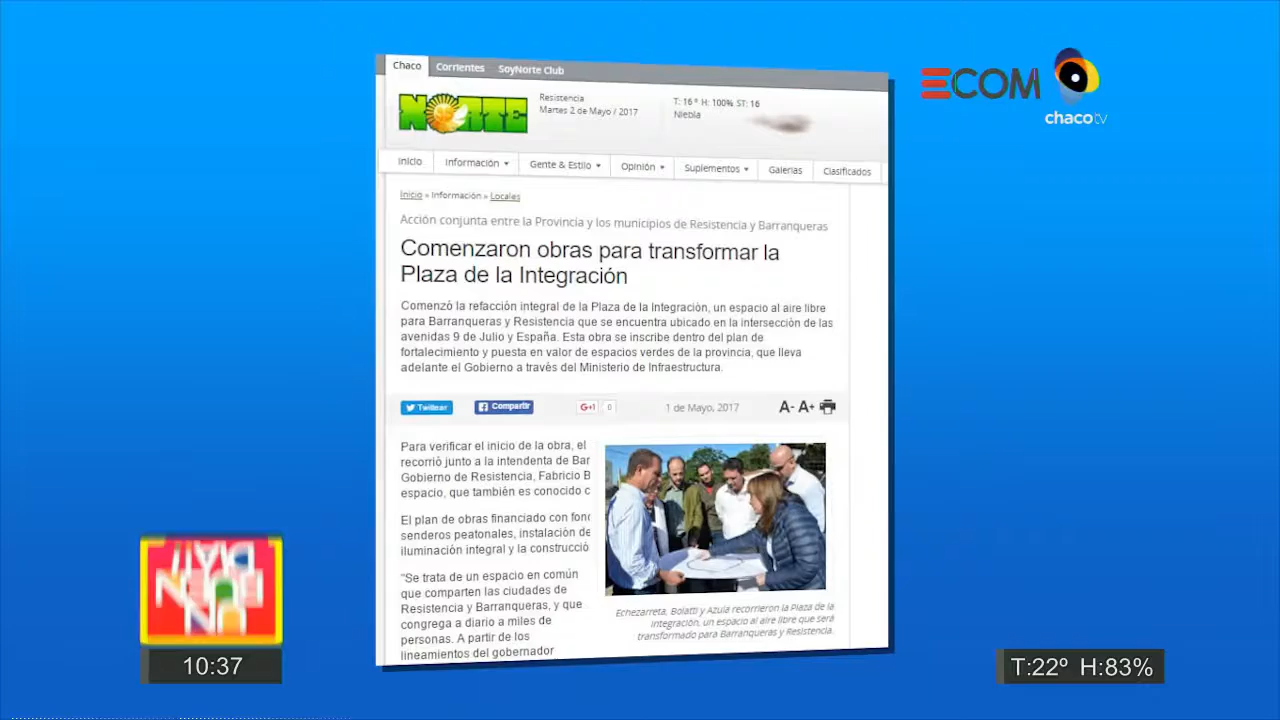 Chaco Corrientes SoyNorte Club
NORTE
Resistencia
Martes 2 de Mayo / 2017
T: 16 º H: 100% ST: 16
Niebla
ECOM
chacotv
Inicio Información Gente & Estilo Opinión Suplementos Galerías Clasificados
Inicio » Información » Locales
Acción conjunta entre la Provincia y los municipios de Resistencia y Barranqueras
Comenzaron obras para transformar la
Plaza de la Integración
Comenzó la refacción integral de la Plaza de la Integración, un espacio al aire libre
para Barranqueras y Resistencia que se encuentra ubicado en la intersección de las
avenidas 9 de Julio y España. Esta obra se inscribe dentro del plan de
fortalecimiento y puesta en valor de espacios verdes de la provincia, que lleva
adelante el Gobierno a través del Ministerio de Infraestructura.
Twittear Compartir G+1 0 1 de Mayo, 2017 A- A+
Para verificar el inicio de la obra, el
recorrió junto a la intendenta de Bar
Gobierno de Resistencia, Fabricio B
espacio, que también es conocido c
El plan de obras financiado con fond
senderos peatonales, instalación de
iluminación integral y la construcció
"Se trata de un espacio en común
que comparten las ciudades de
Resistencia y Barranqueras, y que
congrega a diario a miles de
personas. A partir de los
lineamientos del gobernador
Echezarreta, Bolatti y Azula recorrieron la Plaza de la
Integración, un espacio al aire libre que será
transformado para Barranqueras y Resistencia.
UN
BUEN
DIA!!
10:37
T:22º H:83%